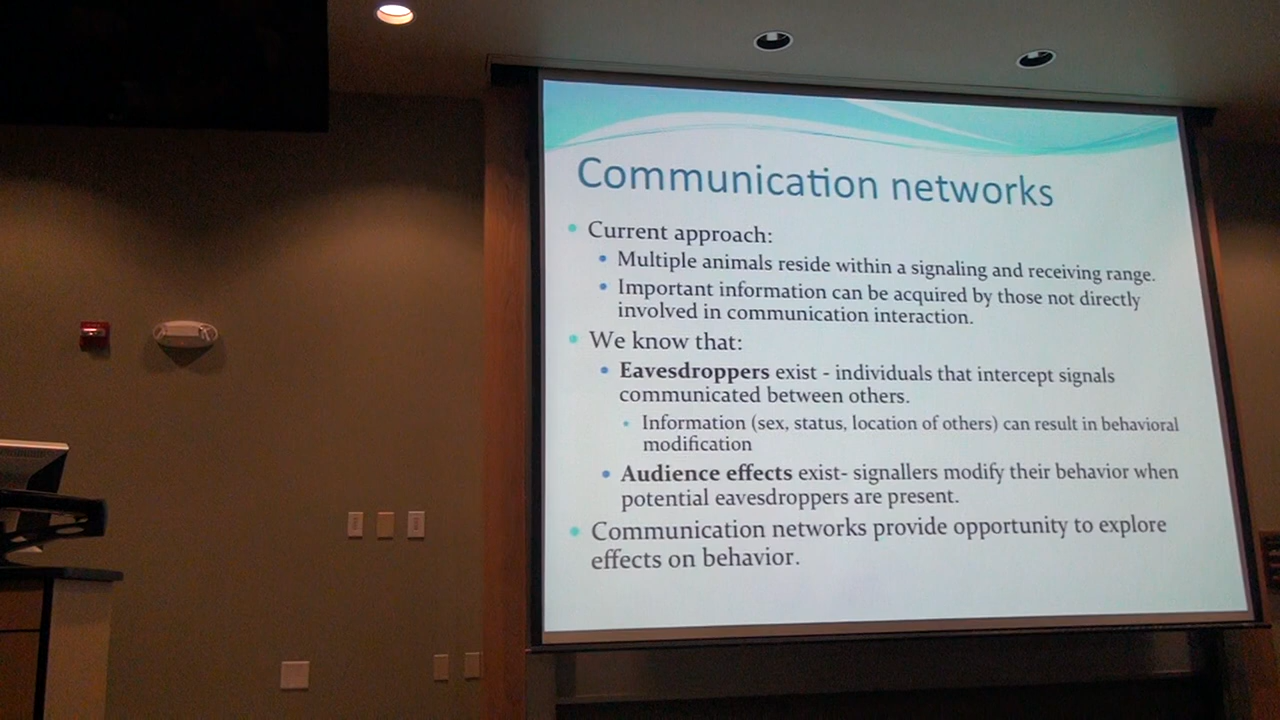 Communication networks
• Current approach:
• Multiple animals reside within a signaling and receiving range.
• Important information can be acquired by those not directly
involved in communication interaction.
• We know that:
• Eavesdroppers exist - individuals that intercept signals
communicated between others.
• Information (sex, status, location of others) can result in behavioral
modification
• Audience effects exist- signallers modify their behavior when
potential eavesdroppers are present.
• Communication networks provide opportunity to explore
effects on behavior.